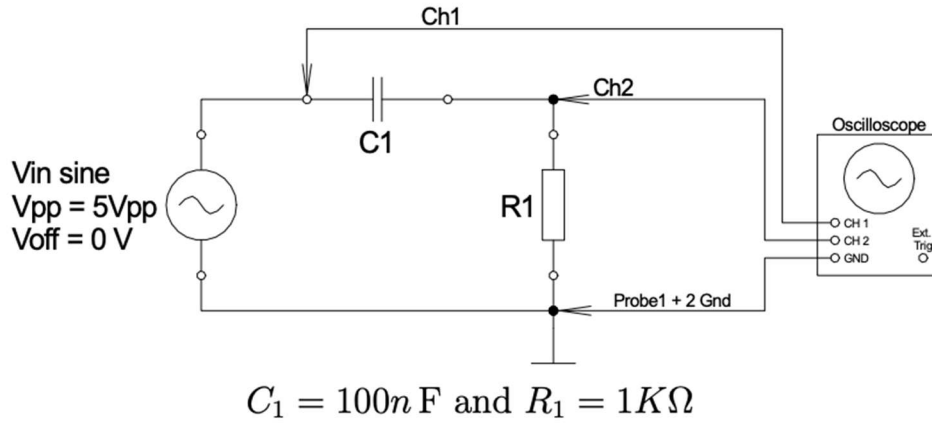 Ch1
Ch2
C1
Oscilloscope
Vin sine
Vpp = 5Vpp
Voff = 0 V
R1
CH 1
CH 2
GND
Ext.
Trig
Probe1 + 2 Gnd
C₁ = 100n F and R₁ = 1KΩ